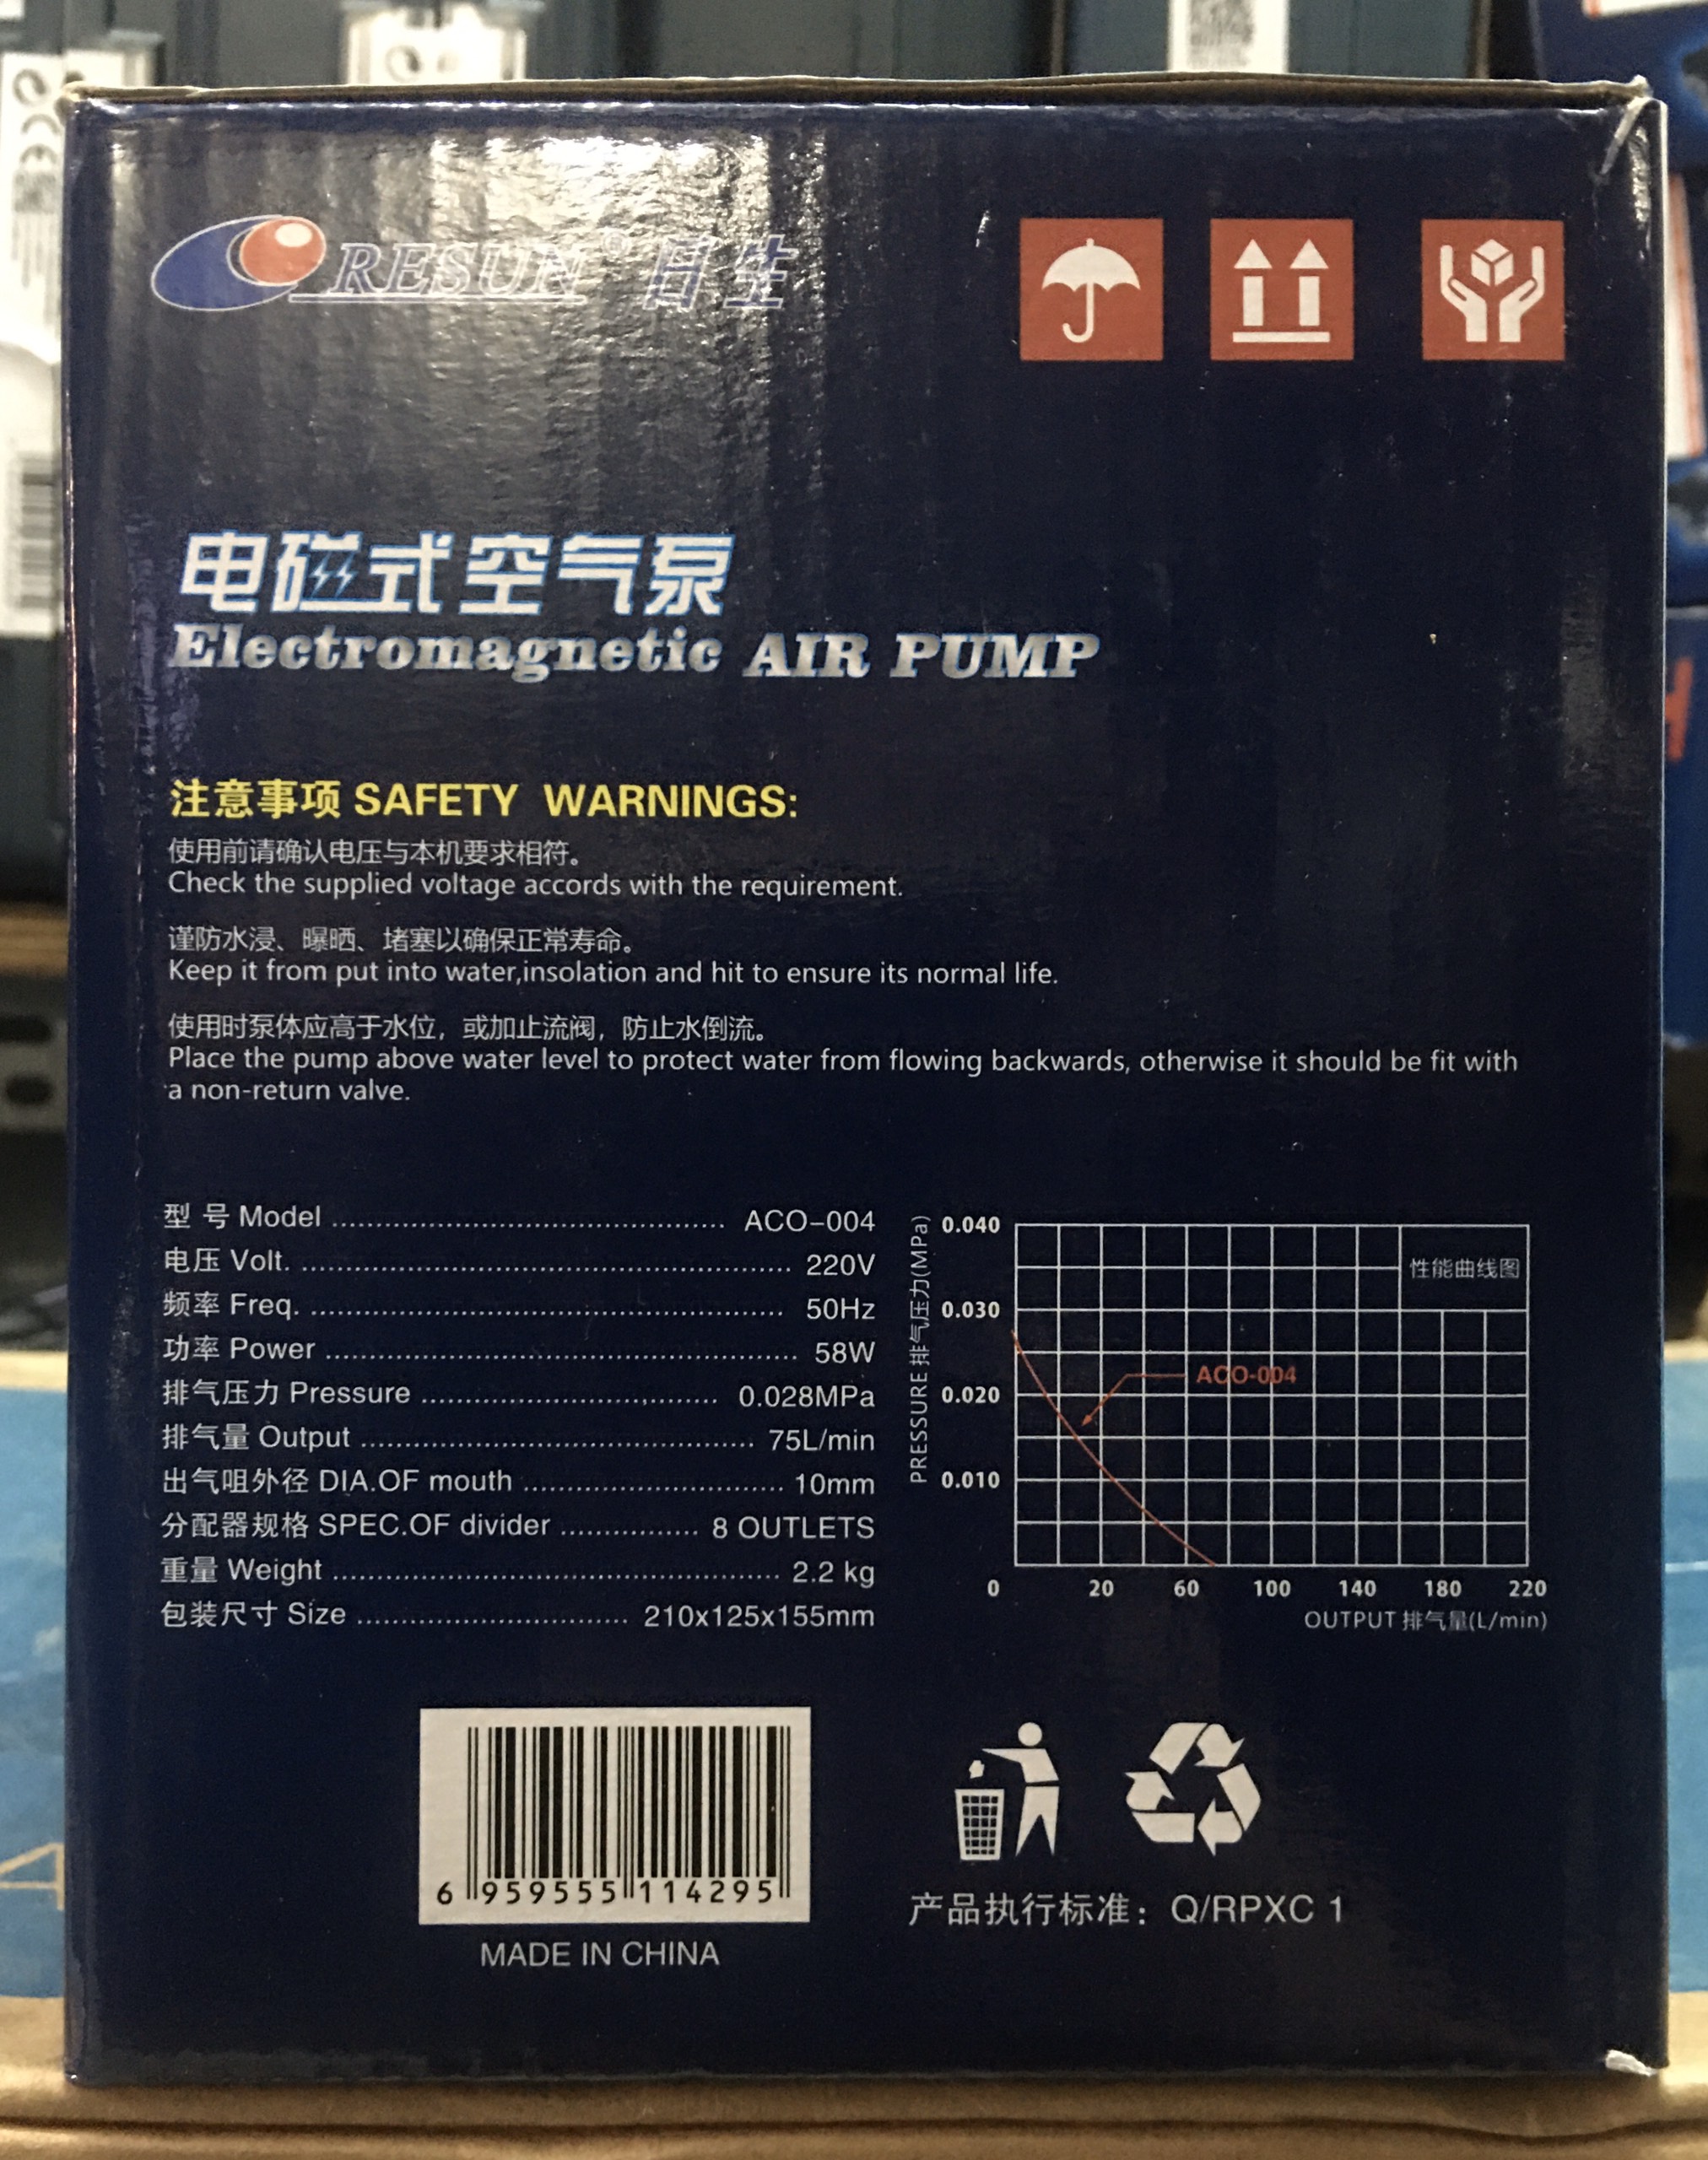 RESUN® 日生
电磁式空气泵
Electromagnetic AIR PUMP
注意事项 SAFETY WARNINGS:
使用前请确认电压与本机要求相符。
Check the supplied voltage accords with the requirement.
谨防水浸、曝晒、堵塞以确保正常寿命。
Keep it from put into water,insolation and hit to ensure its normal life.
使用时泵体应高于水位，或加止流阀，防止水倒流。
Place the pump above water level to protect water from flowing backwards, otherwise it should be fit with
a non-return valve.
型 号 Model ........................................ ACO-004
电压 Volt. ........................................ 220V
频率 Freq. ........................................ 50Hz
功率 Power ........................................ 58W
排气压力 Pressure ........................ 0.028MPa
排气量 Output ................................ 75L/min
出气咀外径 DIA.OF mouth ........................ 10mm
分配器规格 SPEC.OF divider ................ 8 OUTLETS
重量 Weight ........................................ 2.2 kg
包装尺寸 Size ........................ 210x125x155mm
PRESSURE 排气压力(MPa)
0.040
0.030
0.020
0.010
性能曲线图
ACO-004
0 20 60 100 140 180 220
OUTPUT 排气量(L/min)
6 959555 114295
MADE IN CHINA
产品执行标准：Q/RPXC 1